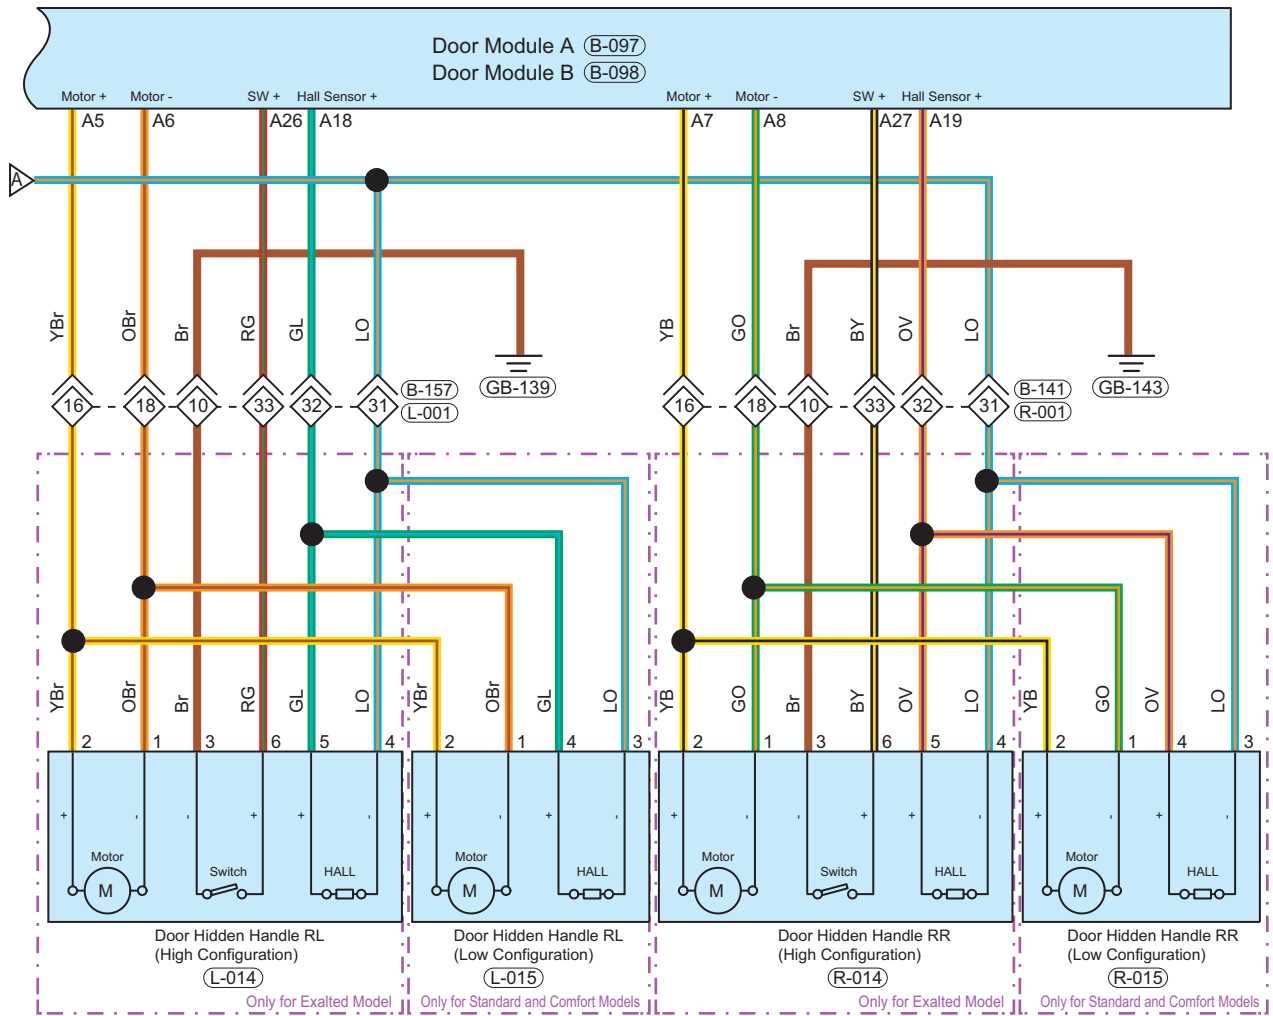 Door Module A B-097
Door Module B B-098
Motor + Motor - SW + Hall Sensor + Motor + Motor - SW + Hall Sensor +
A5 A6 A26 A18 A7 A8 A27 A19
A
YBr OBr Br RG GL LO YB GO Br BY OV LO
GB-139 GB-143
B-157 B-141
16 18 10 33 32 31 L-001 16 18 10 33 32 31 R-001
YBr OBr Br RG GL LO YBr OBr GL LO YB GO Br BY OV LO YB GO OV LO
2 1 3 6 5 4 2 1 4 3 2 1 3 6 5 4 2 1 4 3
+ - - + + - + - + - + - - + + - + - + -
Motor Switch HALL Motor HALL Motor Switch HALL Motor HALL
M M M M
Door Hidden Handle RL Door Hidden Handle RL Door Hidden Handle RR Door Hidden Handle RR
(High Configuration) (Low Configuration) (High Configuration) (Low Configuration)
L-014 L-015 R-014 R-015
Only for Exalted Model Only for Standard and Comfort Models Only for Exalted Model Only for Standard and Comfort Models